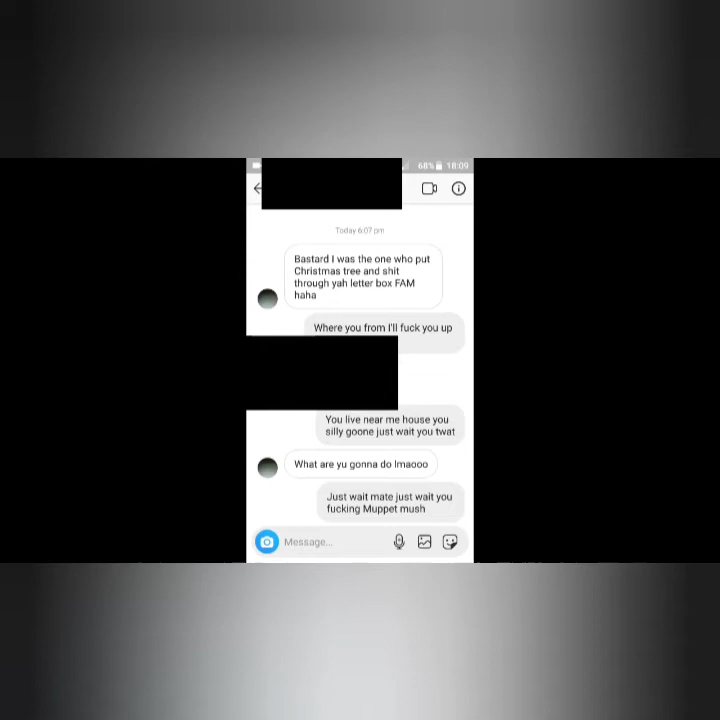 68% 18:09
Today 6:07 pm
Bastard I was the one who put
Christmas tree and shit
through yah letter box FAM
haha
Where you from I'll fuck you up
You live near me house you
silly goone just wait you twat
What are yu gonna do lmaooo
Just wait mate just wait you
fucking Muppet mush
Message...